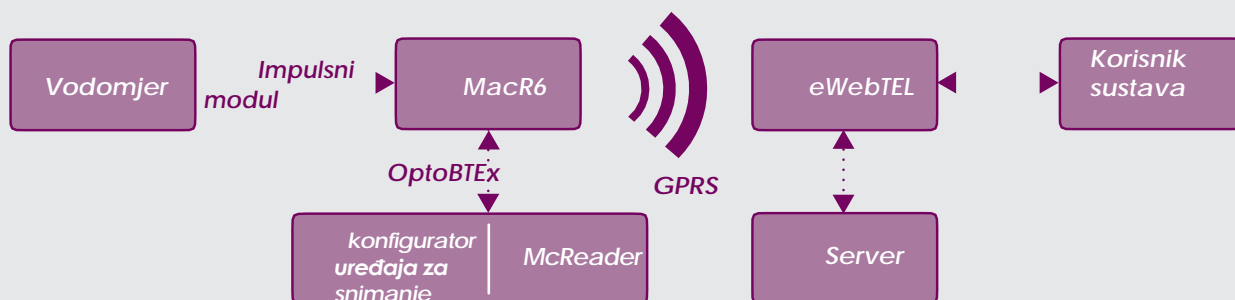 Vodomjer
Impulsni
modul
MacR6
eWebTEL
Korisnik
sustava
OptoBTEx
GPRS
konfigurator
uređaja za
snimanje
McReader
Server